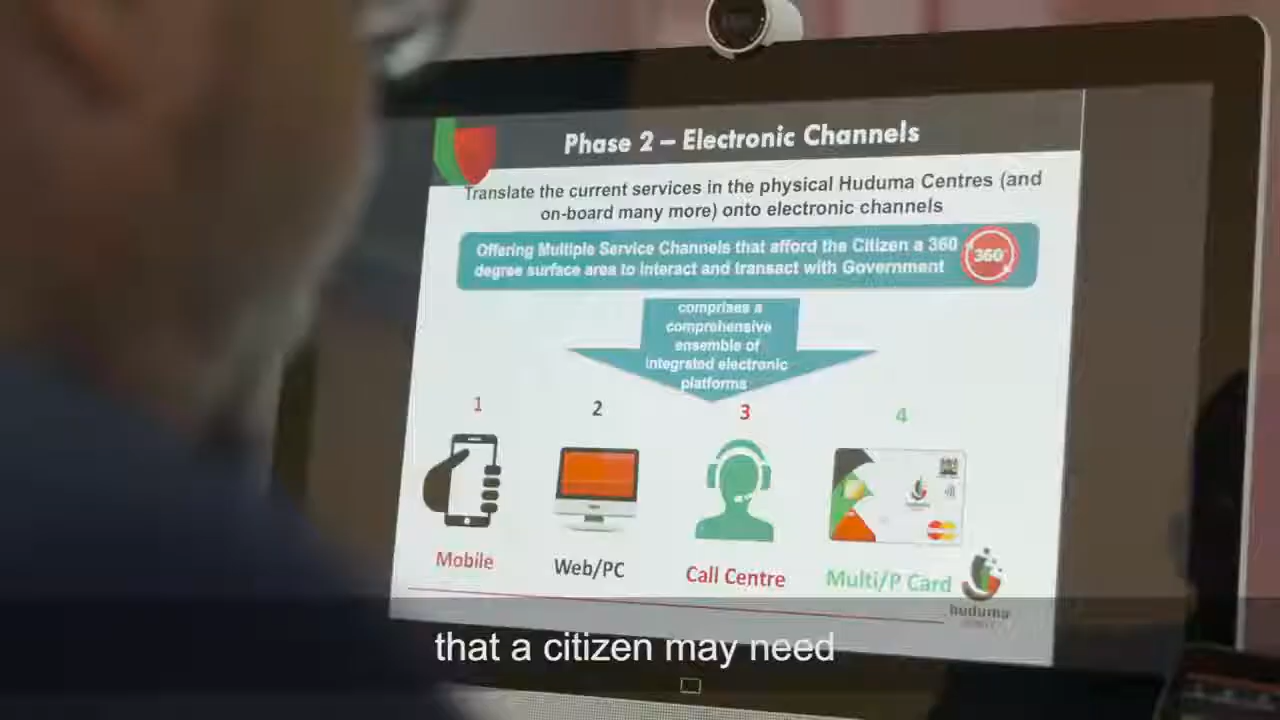 Phase 2 – Electronic Channels
Translate the current services in the physical Huduma Centres (and
on-board many more) onto electronic channels
Offering Multiple Service Channels that afford the Citizen a 360
degree surface area to interact and transact with Government
360°
comprises a
comprehensive
ensemble of
integrated electronic
platforms
1
2
3
4
Mobile
Web/PC
Call Centre
Multi/P Card
huduma
that a citizen may need